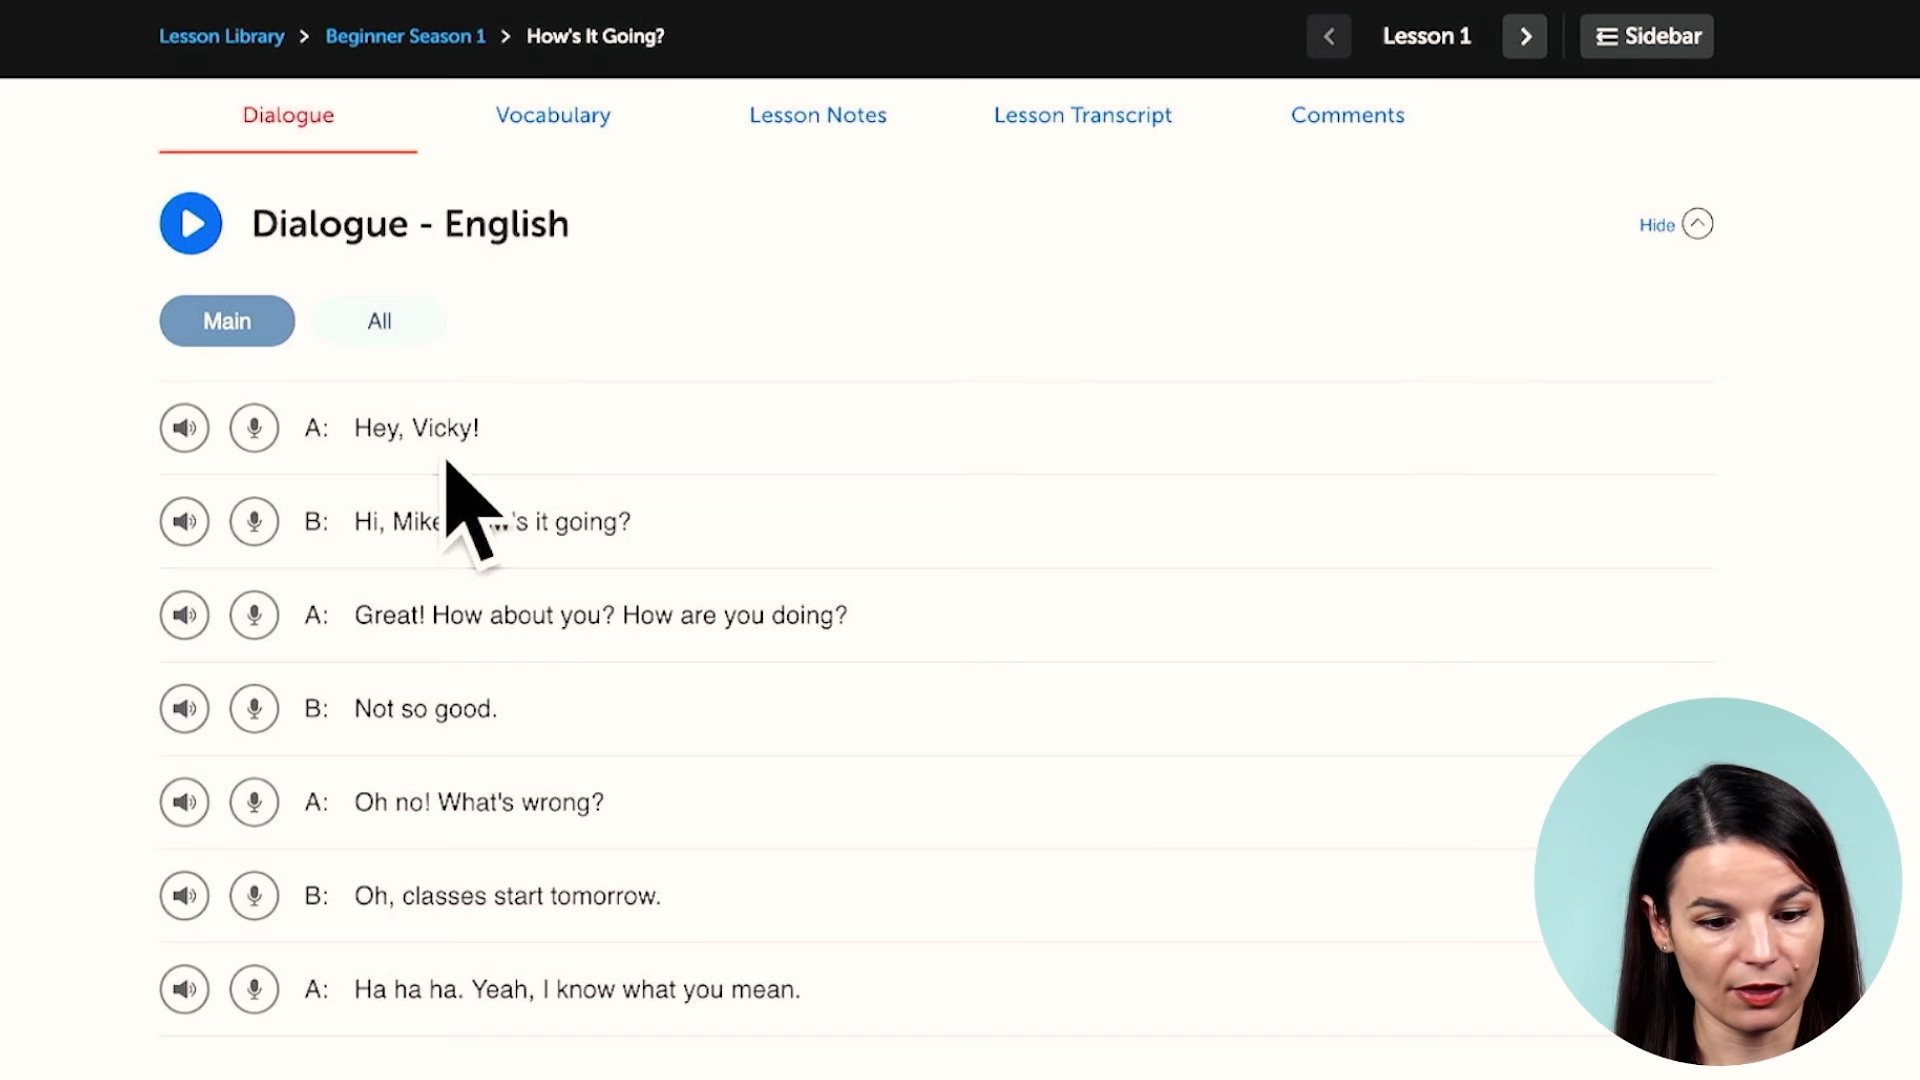 Lesson Library > Beginner Season 1 > How's It Going?
< Lesson 1 > Sidebar
Dialogue Vocabulary Lesson Notes Lesson Transcript Comments
Dialogue - English
Hide
Main All
A: Hey, Vicky!
B: Hi, Mike 's it going?
A: Great! How about you? How are you doing?
B: Not so good.
A: Oh no! What's wrong?
B: Oh, classes start tomorrow.
A: Ha ha ha. Yeah, I know what you mean.